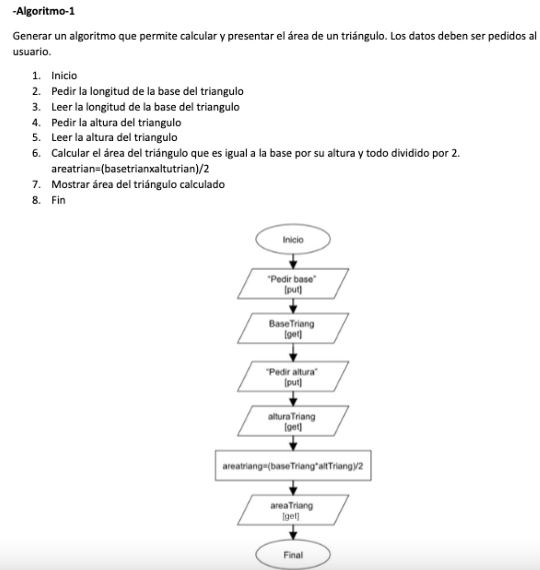 -Algoritmo-1
Generar un algoritmo que permite calcular y presentar el área de un triángulo. Los datos deben ser pedidos al
usuario.
1. Inicio
2. Pedir la longitud de la base del triangulo
3. Leer la longitud de la base del triangulo
4. Pedir la altura del triangulo
5. Leer la altura del triangulo
6. Calcular el área del triángulo que es igual a la base por su altura y todo dividido por 2.
areatrian=(basetrianxaltutrian)/2
7. Mostrar área del triángulo calculado
8. Fin
Inicio
"Pedir base"
[put]
BaseTriang
[get]
"Pedir altura"
[put]
alturaTriang
[get]
areatriang=(baseTriang*altTriang)/2
areaTriang
[get]
Final